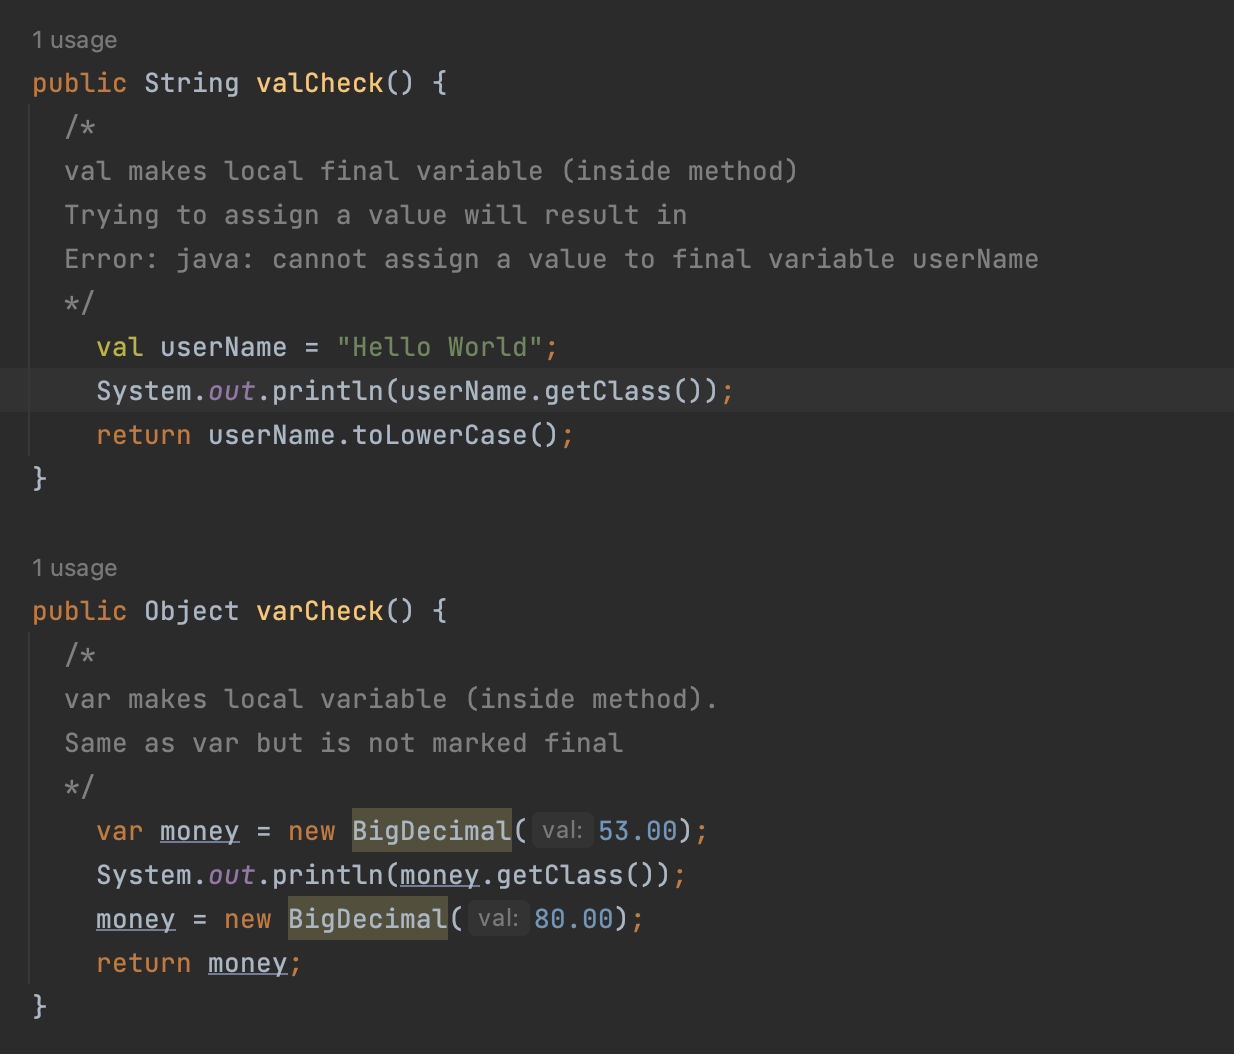 1 usage
public String valCheck() {
/*
val makes local final variable (inside method)
Trying to assign a value will result in
Error: java: cannot assign a value to final variable userName
*/
val userName = "Hello World";
System.out.println(userName.getClass());
return userName.toLowerCase();
}
1 usage
public Object varCheck() {
/*
var makes local variable (inside method).
Same as var but is not marked final
*/
var money = new BigDecimal( val: 53.00);
System.out.println(money.getClass());
money = new BigDecimal( val: 80.00);
return money;
}